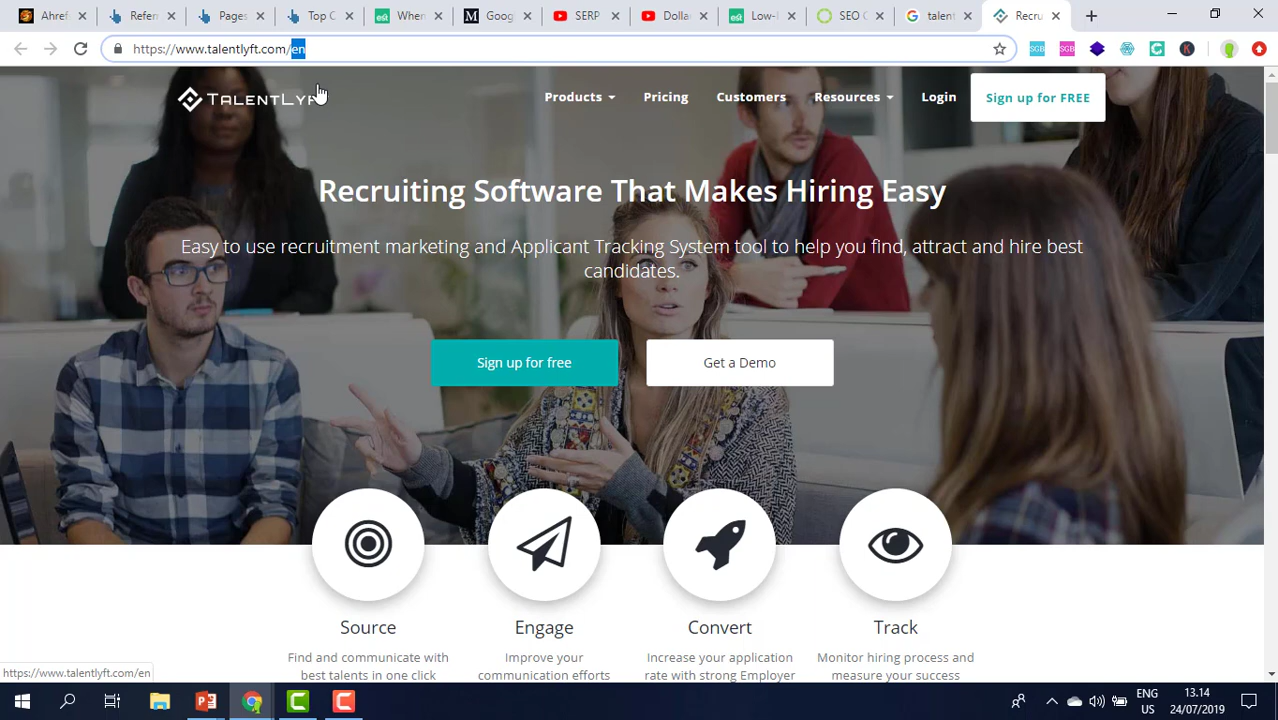 Ahref
Refern
Pages
Top C
When
Goog
SERP
Dollar
Low-
SEO C
talent
Recru
https://www.talentlyft.com/en
TALENTLYFT
Products
Pricing
Customers
Resources
Login
Sign up for FREE
Recruiting Software That Makes Hiring Easy
Easy to use recruitment marketing and Applicant Tracking System tool to help you find, attract and hire best
candidates.
Sign up for free
Get a Demo
Source
Engage
Convert
Track
Find and communicate with
best talents in one click
Improve your
communication efforts
Increase your application
rate with strong Employer
Monitor hiring process and
measure your success
https://www.talentlyft.com/en
ENG
US
13.14
24/07/2019